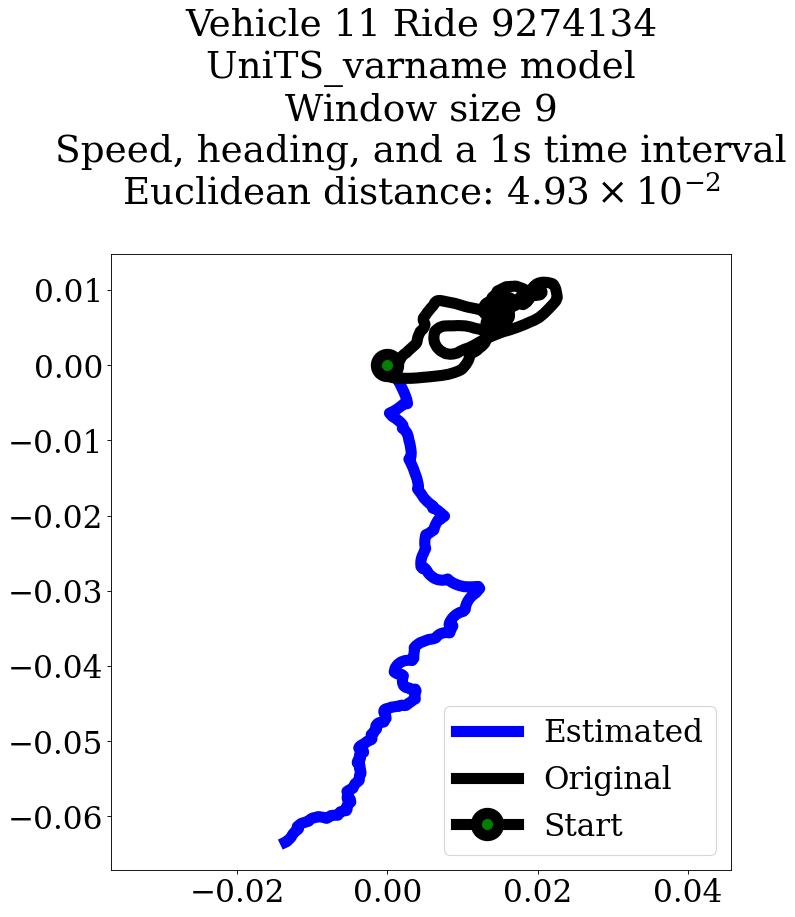 Vehicle 11 Ride 9274134
UniTS_varname model
Window size 9
Speed, heading, and a 1s time interval
Euclidean distance: 4.93 × 10⁻²
0.01
0.00
−0.01
−0.02
−0.03
−0.04
−0.05
−0.06
Estimated
Original
Start
−0.02 0.00 0.02 0.04